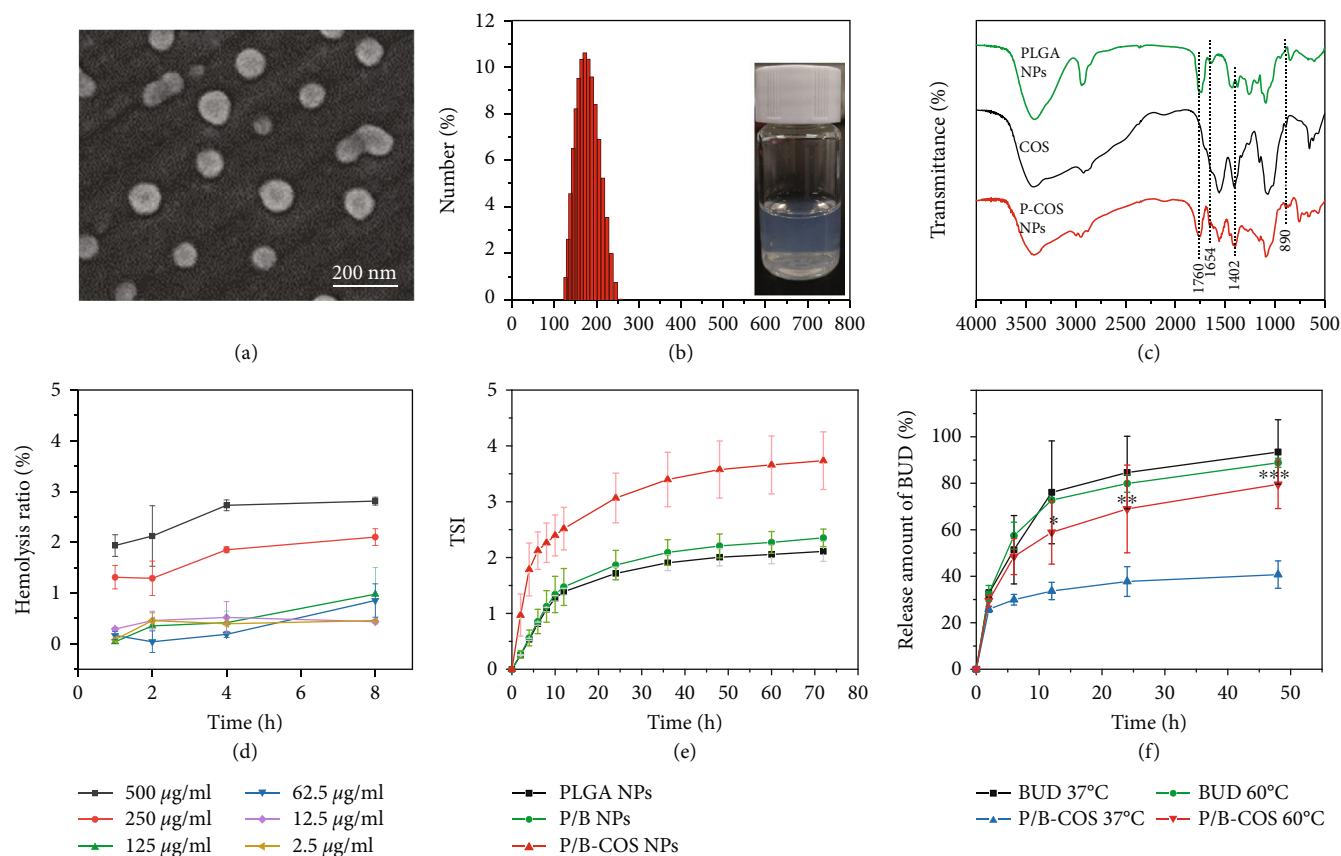 200 nm
(a)
12
10
8
6
4
2
0
Number (%)
0 100 200 300 400 500 600 700 800
(b)
Transmittance (%)
PLGA
NPs
COS
P-COS
NPs
1760
1654
1402
890
4000 3500 3000 2500 2000 1500 1000 500
(c)
5
4
3
2
1
0
Hemolysis ratio (%)
0 2 4 6 8
Time (h)
(d)
500 μg/ml
250 μg/ml
125 μg/ml
62.5 μg/ml
12.5 μg/ml
2.5 μg/ml
5
4
3
2
1
0
TSI
0 10 20 30 40 50 60 70 80
Time (h)
(e)
PLGA NPs
P/B NPs
P/B-COS NPs
100
80
60
40
20
0
Release amount of BUD (%)
*
**
***
0 10 20 30 40 50
Time (h)
(f)
BUD 37°C
P/B-COS 37°C
BUD 60°C
P/B-COS 60°C